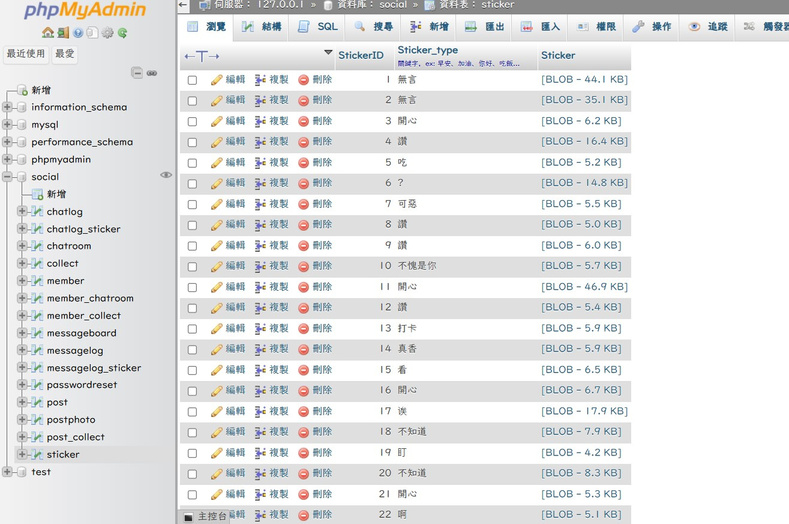 phpMyAdmin
最近使用 最愛
新增
information_schema
mysql
performance_schema
phpmyadmin
social
新增
chatlog
chatlog_sticker
chatroom
collect
member
member_chatroom
member_collect
messageboard
messagelog
messagelog_sticker
passwordreset
post
postphoto
post_collect
sticker
test
伺服器: 127.0.0.1 » 資料庫: social » 資料表: sticker
瀏覽 結構 SQL 搜尋 新增 匯出 匯入 權限 操作 追蹤 觸發器
←T→ StickerID Sticker_type Sticker
關鍵字, ex: 早安、加油、你好、吃飯...
編輯 複製 刪除 1 無言 [BLOB - 44.1 KB]
編輯 複製 刪除 2 無言 [BLOB - 35.1 KB]
編輯 複製 刪除 3 開心 [BLOB - 6.2 KB]
編輯 複製 刪除 4 讚 [BLOB - 16.4 KB]
編輯 複製 刪除 5 吃 [BLOB - 5.2 KB]
編輯 複製 刪除 6 ? [BLOB - 14.8 KB]
編輯 複製 刪除 7 可惡 [BLOB - 5.5 KB]
編輯 複製 刪除 8 讚 [BLOB - 5.0 KB]
編輯 複製 刪除 9 讚 [BLOB - 6.0 KB]
編輯 複製 刪除 10 不愧是你 [BLOB - 5.7 KB]
編輯 複製 刪除 11 開心 [BLOB - 46.9 KB]
編輯 複製 刪除 12 讚 [BLOB - 5.4 KB]
編輯 複製 刪除 13 打卡 [BLOB - 5.9 KB]
編輯 複製 刪除 14 真香 [BLOB - 5.9 KB]
編輯 複製 刪除 15 看 [BLOB - 6.5 KB]
編輯 複製 刪除 16 開心 [BLOB - 6.7 KB]
編輯 複製 刪除 17 诶 [BLOB - 17.9 KB]
編輯 複製 刪除 18 不知道 [BLOB - 7.9 KB]
編輯 複製 刪除 19 盯 [BLOB - 4.2 KB]
編輯 複製 刪除 20 不知道 [BLOB - 8.3 KB]
編輯 複製 刪除 21 開心 [BLOB - 5.3 KB]
編輯 複製 刪除 22 啊 [BLOB - 5.1 KB]
主控台